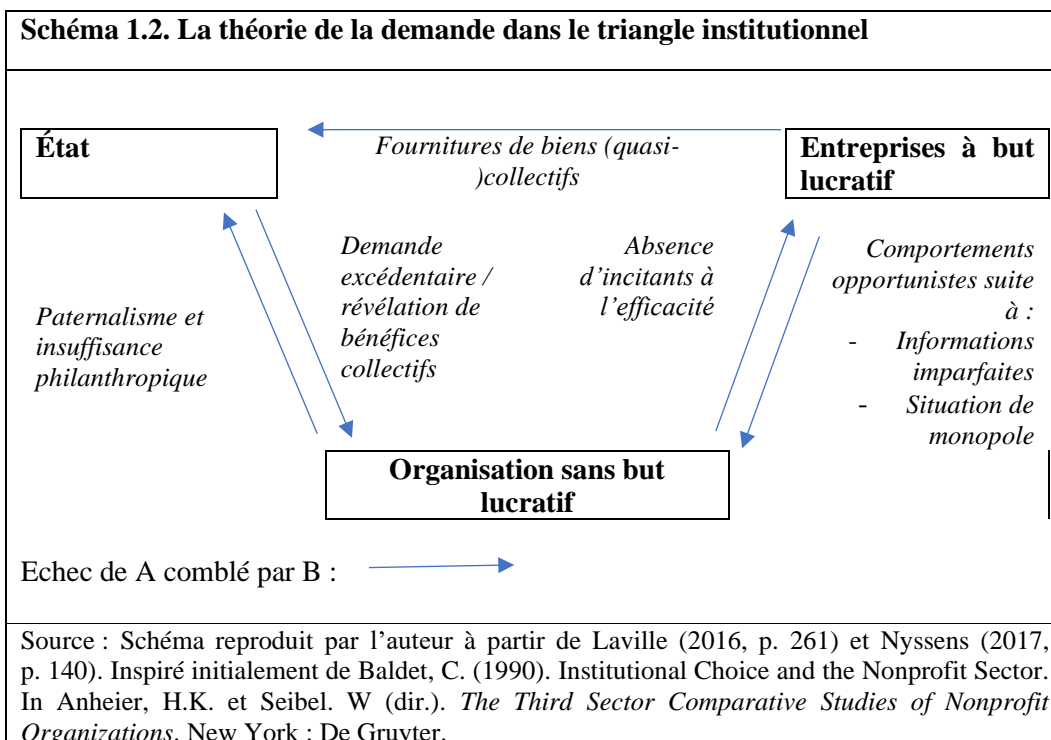 Schéma 1.2. La théorie de la demande dans le triangle institutionnel
État
Fournitures de biens (quasi-
)collectifs
Entreprises à but
lucratif
Paternalisme et
insuffisance
philanthropique
Demande
excédentaire /
révélation de
bénéfices
collectifs
Absence
d’incitants à
l’efficacité
Comportements
opportunistes suite
à :
- Informations
imparfaites
- Situation de
monopole
Organisation sans but
lucratif
Echec de A comblé par B :
Source : Schéma reproduit par l’auteur à partir de Laville (2016, p. 261) et Nyssens (2017,
p. 140). Inspiré initialement de Baldet, C. (1990). Institutional Choice and the Nonprofit Sector.
In Anheier, H.K. et Seibel. W (dir.). The Third Sector Comparative Studies of Nonprofit
Organizations. New York : De Gruyter.